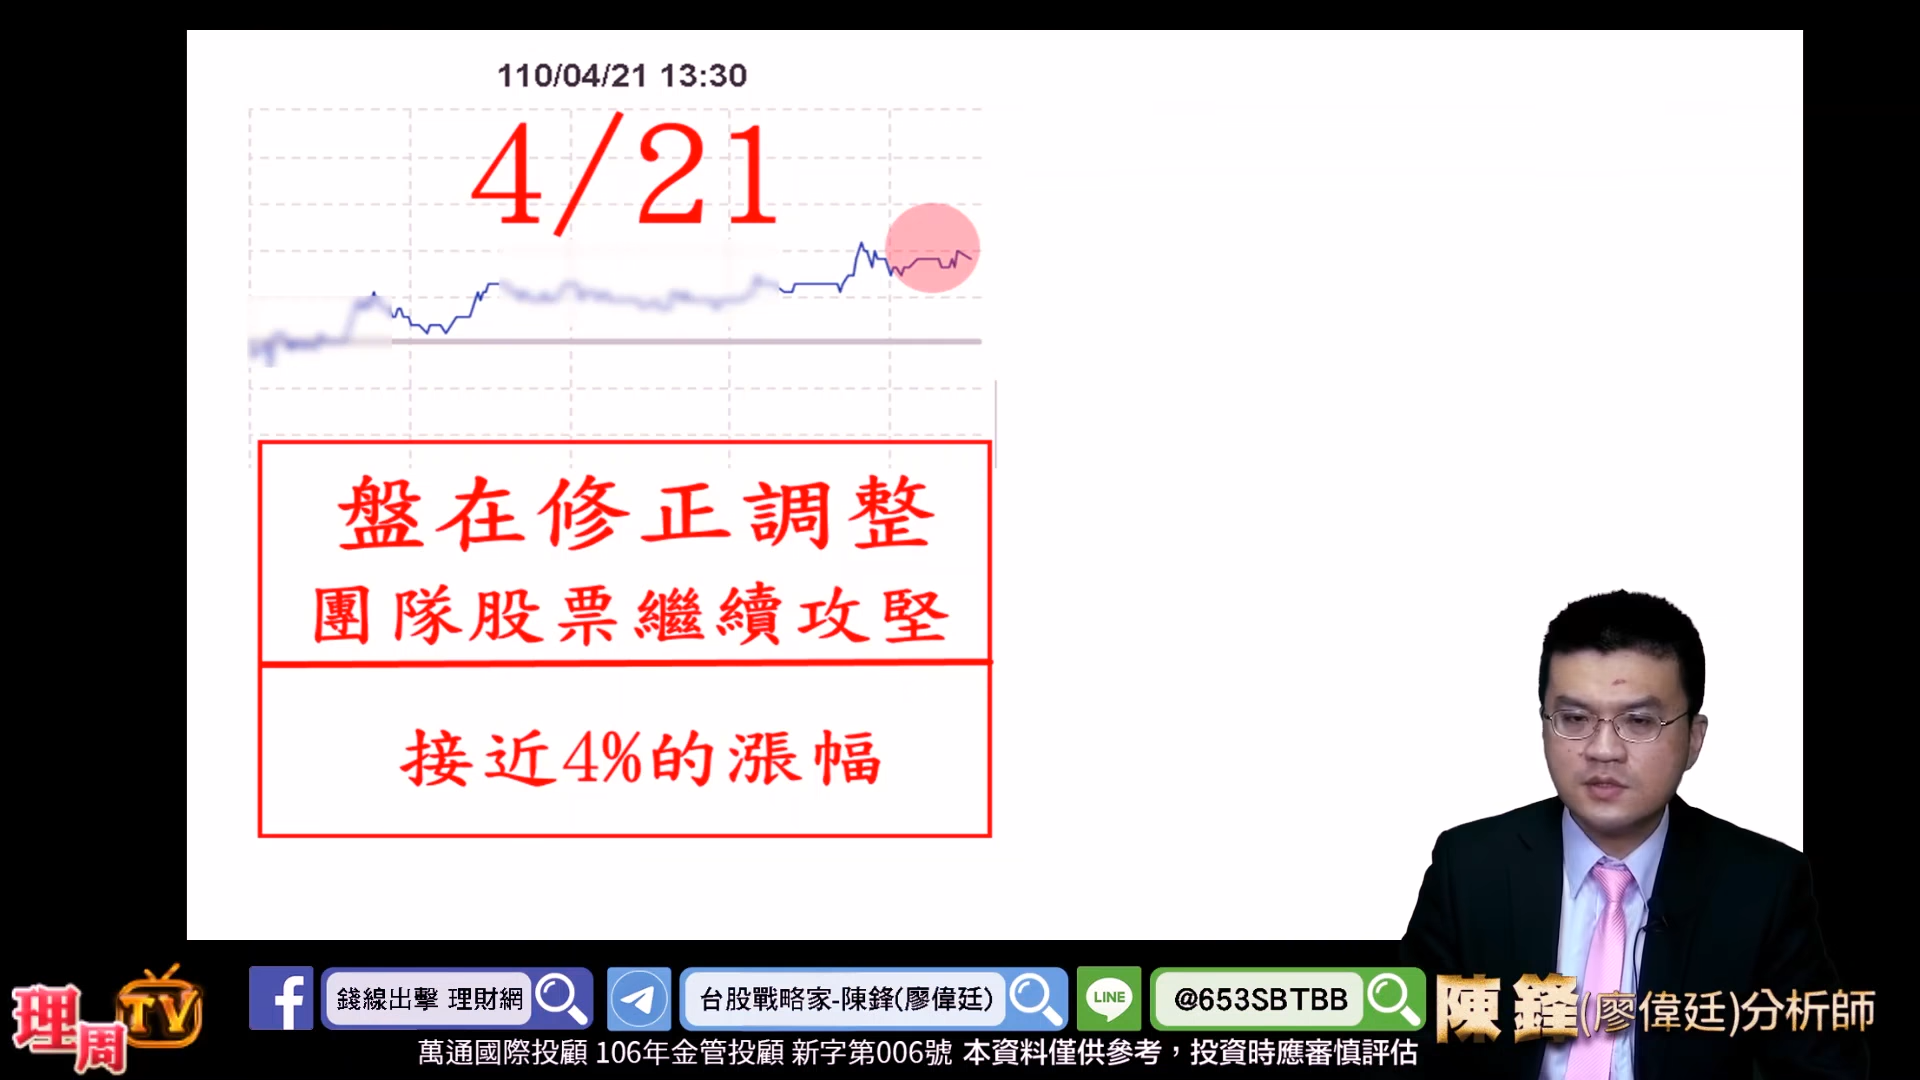 110/04/21 13:30
4/21
盤在修正調整
團隊股票繼續攻堅
接近4%的漲幅
理周TV
錢線出擊 理財網
台股戰略家-陳鋒(廖偉廷)
LINE
@653SBTBB
陳鋒(廖偉廷)分析師
萬通國際投顧 106年金管投顧 新字第006號 本資料僅供參考，投資時應審慎評估